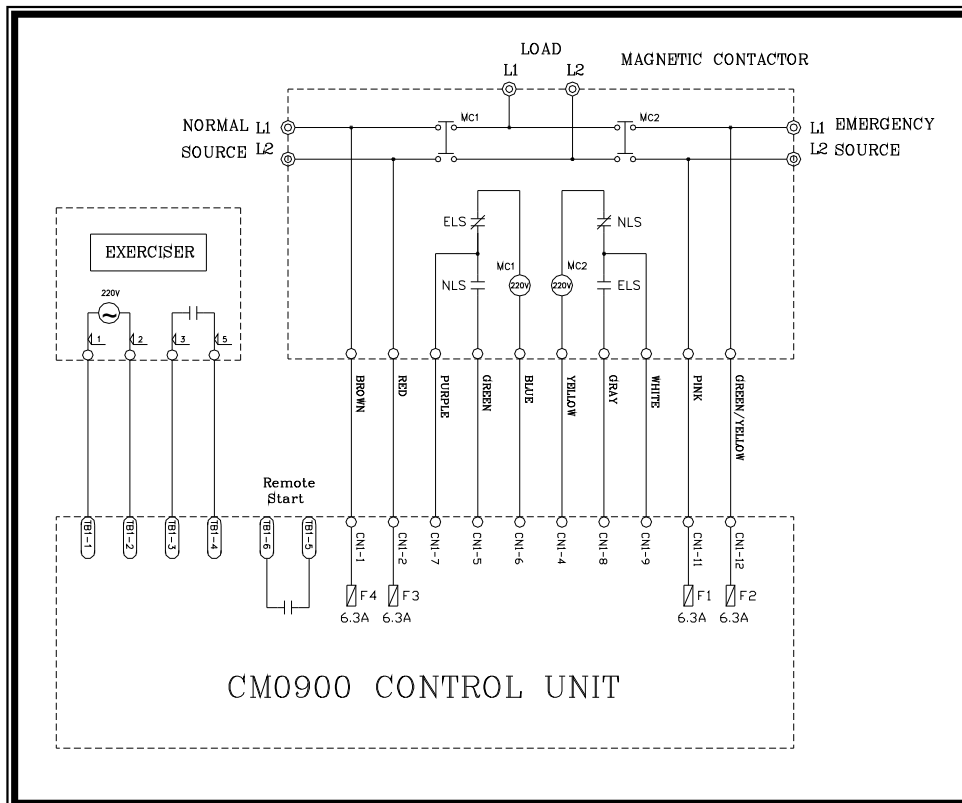 LOAD
L1 L2
MAGNETIC CONTACTOR
NORMAL L1
SOURCE L2
MC1
MC2
L1 EMERGENCY
L2 SOURCE
ELS
NLS
MC1
220V
MC2
220V
NLS
ELS
EXERCISER
220V
1
2
3
5
BROWN
RED
PURPLE
GREEN
BLUE
YELLOW
GRAY
WHITE
PINK
GREEN/YELLOW
Remote
Start
TB1-1
TB1-2
TB1-3
TB1-4
TB1-6
TB1-5
CN1-1
CN1-2
CN1-7
CN1-5
CN1-6
CN1-4
CN1-8
CN1-9
CN1-11
CN1-12
F4
6.3A
F3
6.3A
F1
6.3A
F2
6.3A
CM0900 CONTROL UNIT